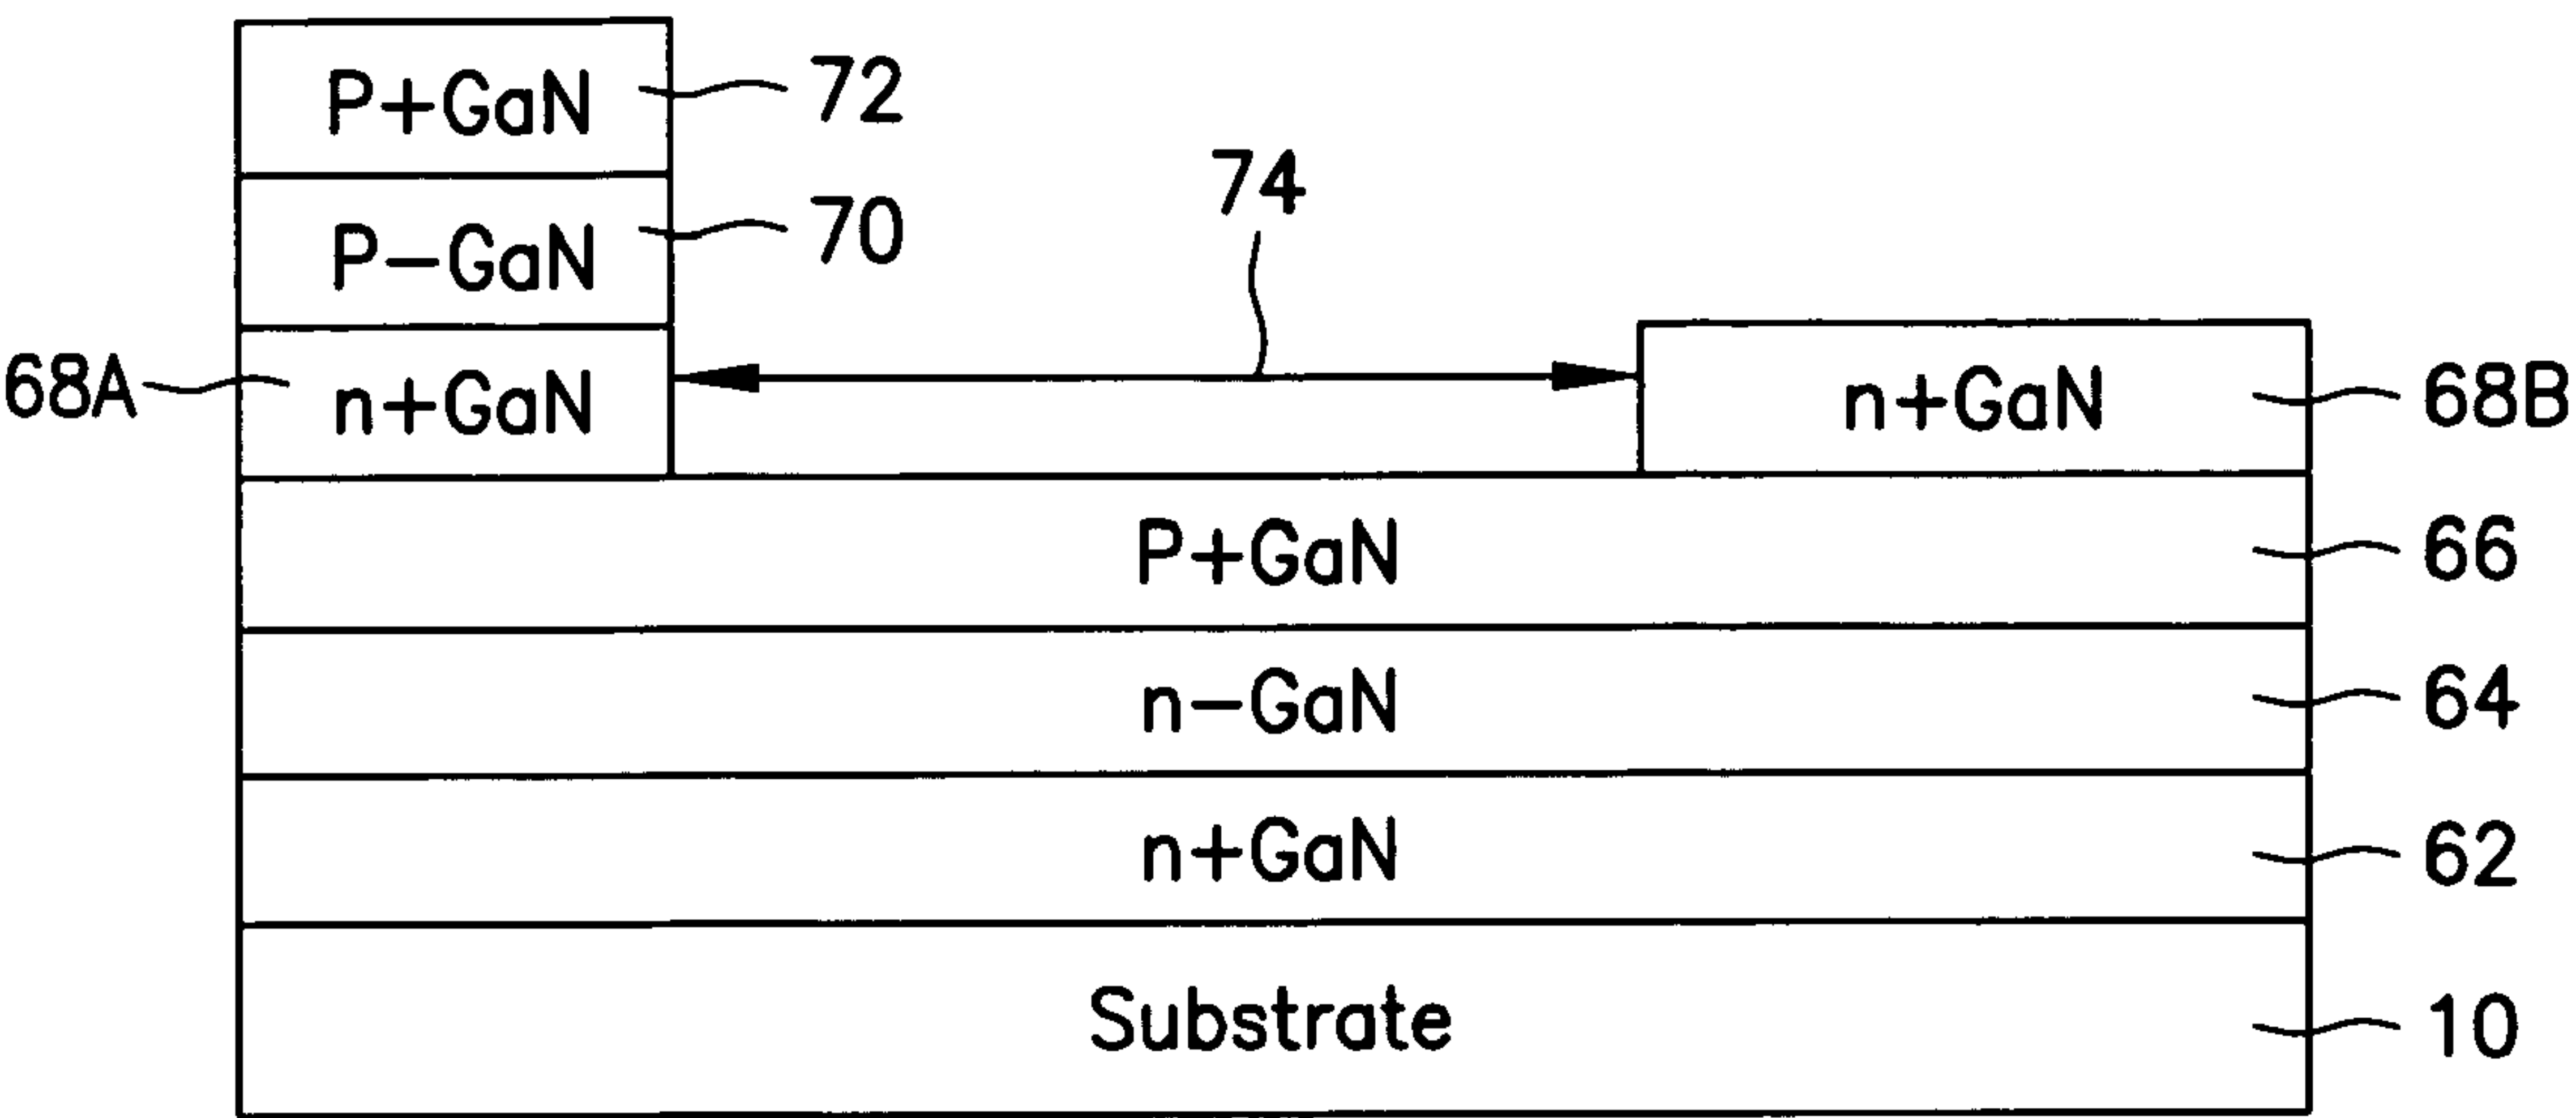 P+GaN 72
74
P-GaN 70
68A n+GaN n+GaN 68B
P+GaN 66
n-GaN 64
n+GaN 62
Substrate 10